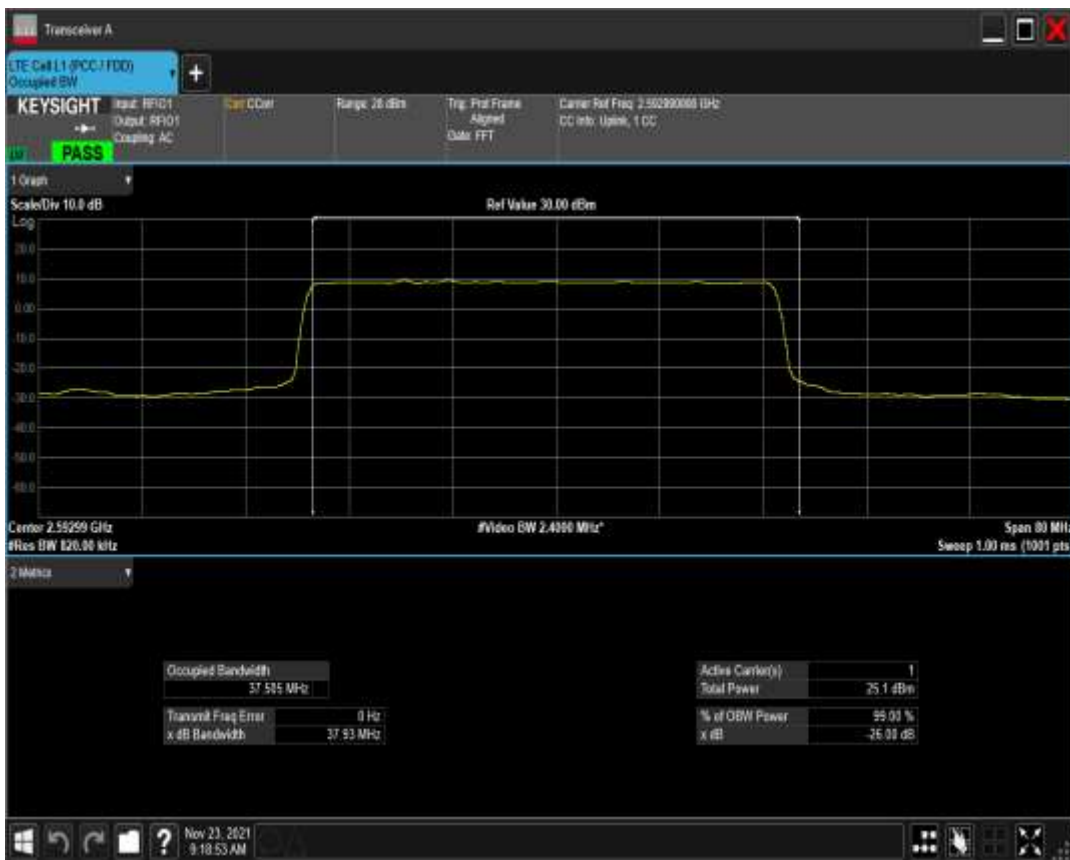 Transceiver A
LTE Cell L1 (PCC / FDD)
Occupied BW
+
KEYSIGHT
Input: RFIO1
Output: RFIO1
Coupling: AC
Corr CCorr
Range: 28 dBm
Trig: Prd Frame
Aligned
Gate: FFT
Carrier Ref Freq: 2.592990000 GHz
CC Info: Uplink, 1 CC
PASS
1 Graph
Scale/Div 10.0 dB
Ref Value 30.00 dBm
Log
20.0
10.0
0.00
-10.0
-20.0
-30.0
-40.0
-50.0
-60.0
Center 2.59299 GHz
#Video BW 2.4000 MHz*
Span 80 MHz
#Res BW 820.00 kHz
Sweep 1.00 ms (1001 pts
2 Metrics
Occupied Bandwidth
MHz
Transmit Freq Error 0 Hz
x dB Bandwidth 37.93 MHz
Active Carrier(s) 1
Total Power 25.1 dBm
% of OBW Power 99.00 %
x dB -26.00 dB
?
Nov 23, 2021
9:18:53 AM